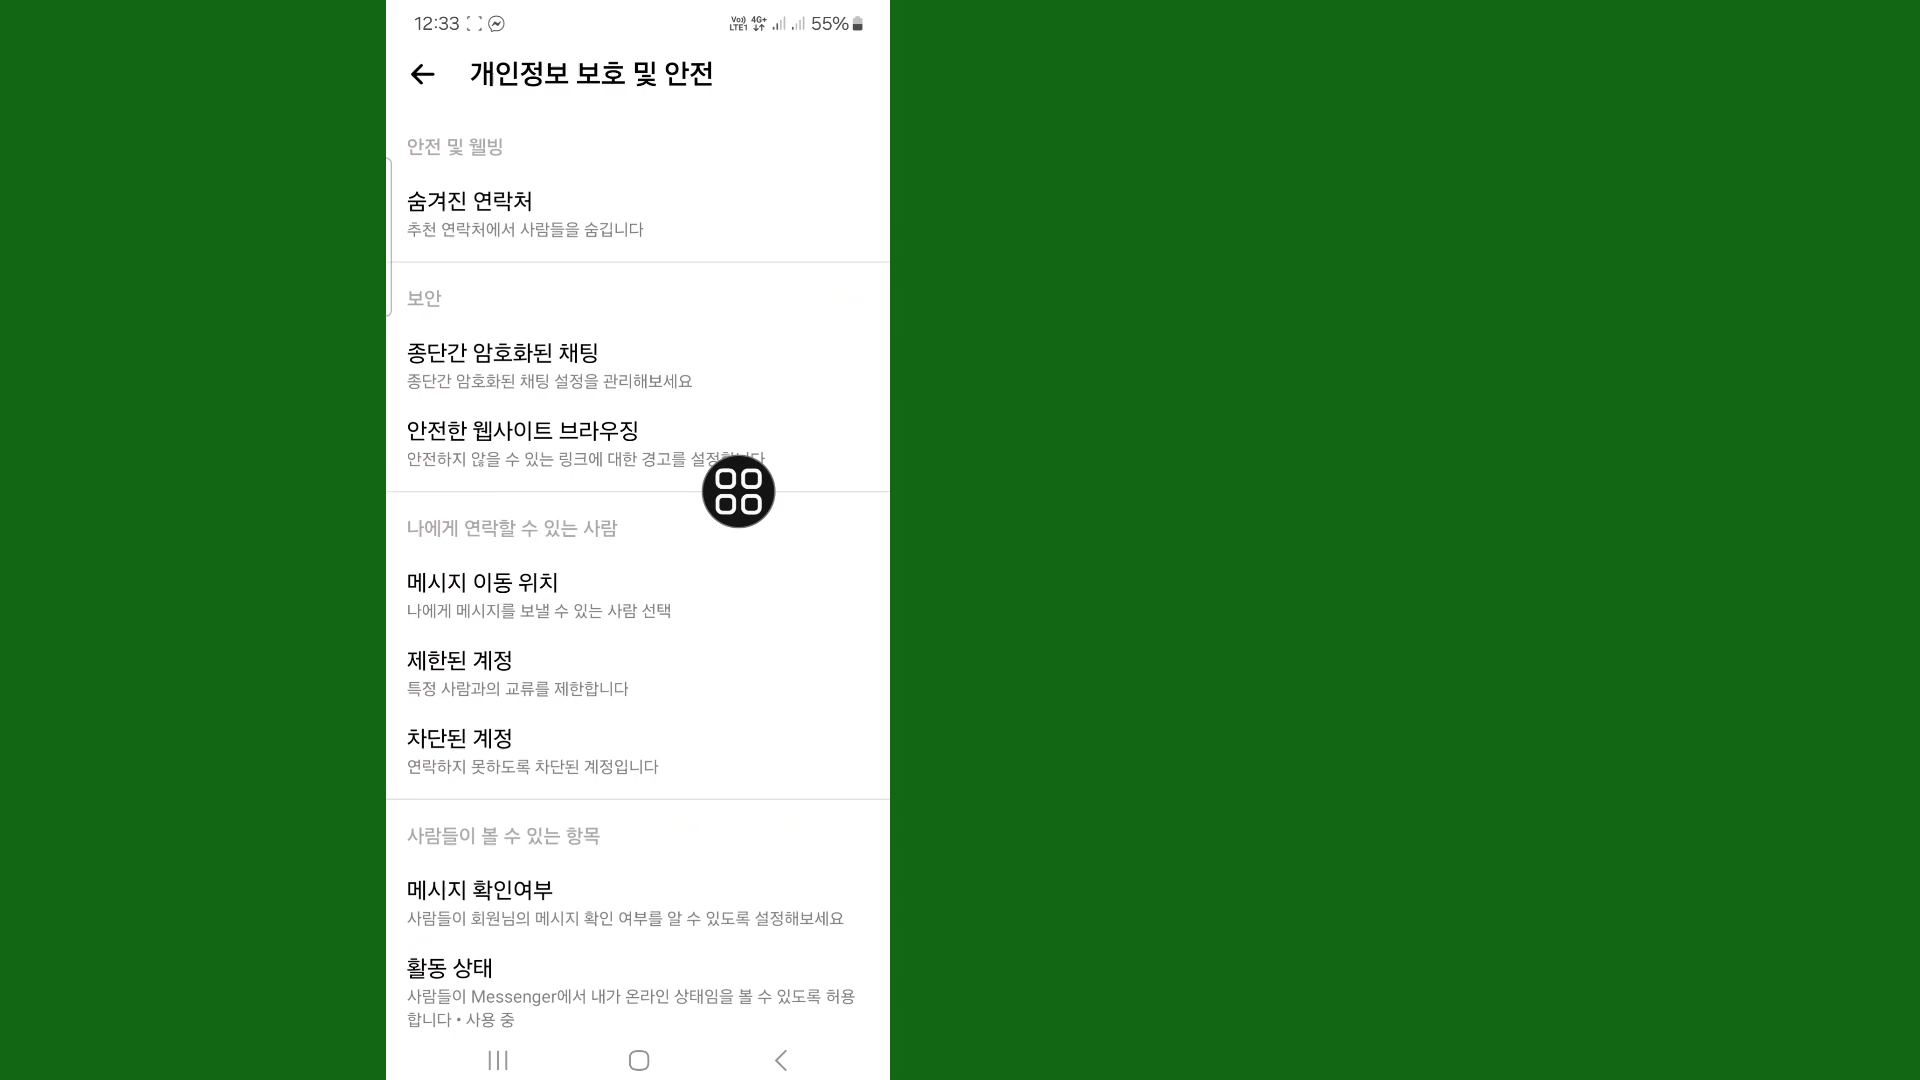 12:33
Vo)) LTE1 4G+ 55%
개인정보 보호 및 안전
안전 및 웰빙
숨겨진 연락처
추천 연락처에서 사람들을 숨깁니다
보안
종단간 암호화된 채팅
종단간 암호화된 채팅 설정을 관리해보세요
안전한 웹사이트 브라우징
안전하지 않을 수 있는 링크에 대한 경고를
나에게 연락할 수 있는 사람
메시지 이동 위치
나에게 메시지를 보낼 수 있는 사람 선택
제한된 계정
특정 사람과의 교류를 제한합니다
차단된 계정
연락하지 못하도록 차단된 계정입니다
사람들이 볼 수 있는 항목
메시지 확인여부
사람들이 회원님의 메시지 확인 여부를 알 수 있도록 설정해보세요
활동 상태
사람들이 Messenger에서 내가 온라인 상태임을 볼 수 있도록 허용
합니다 • 사용 중